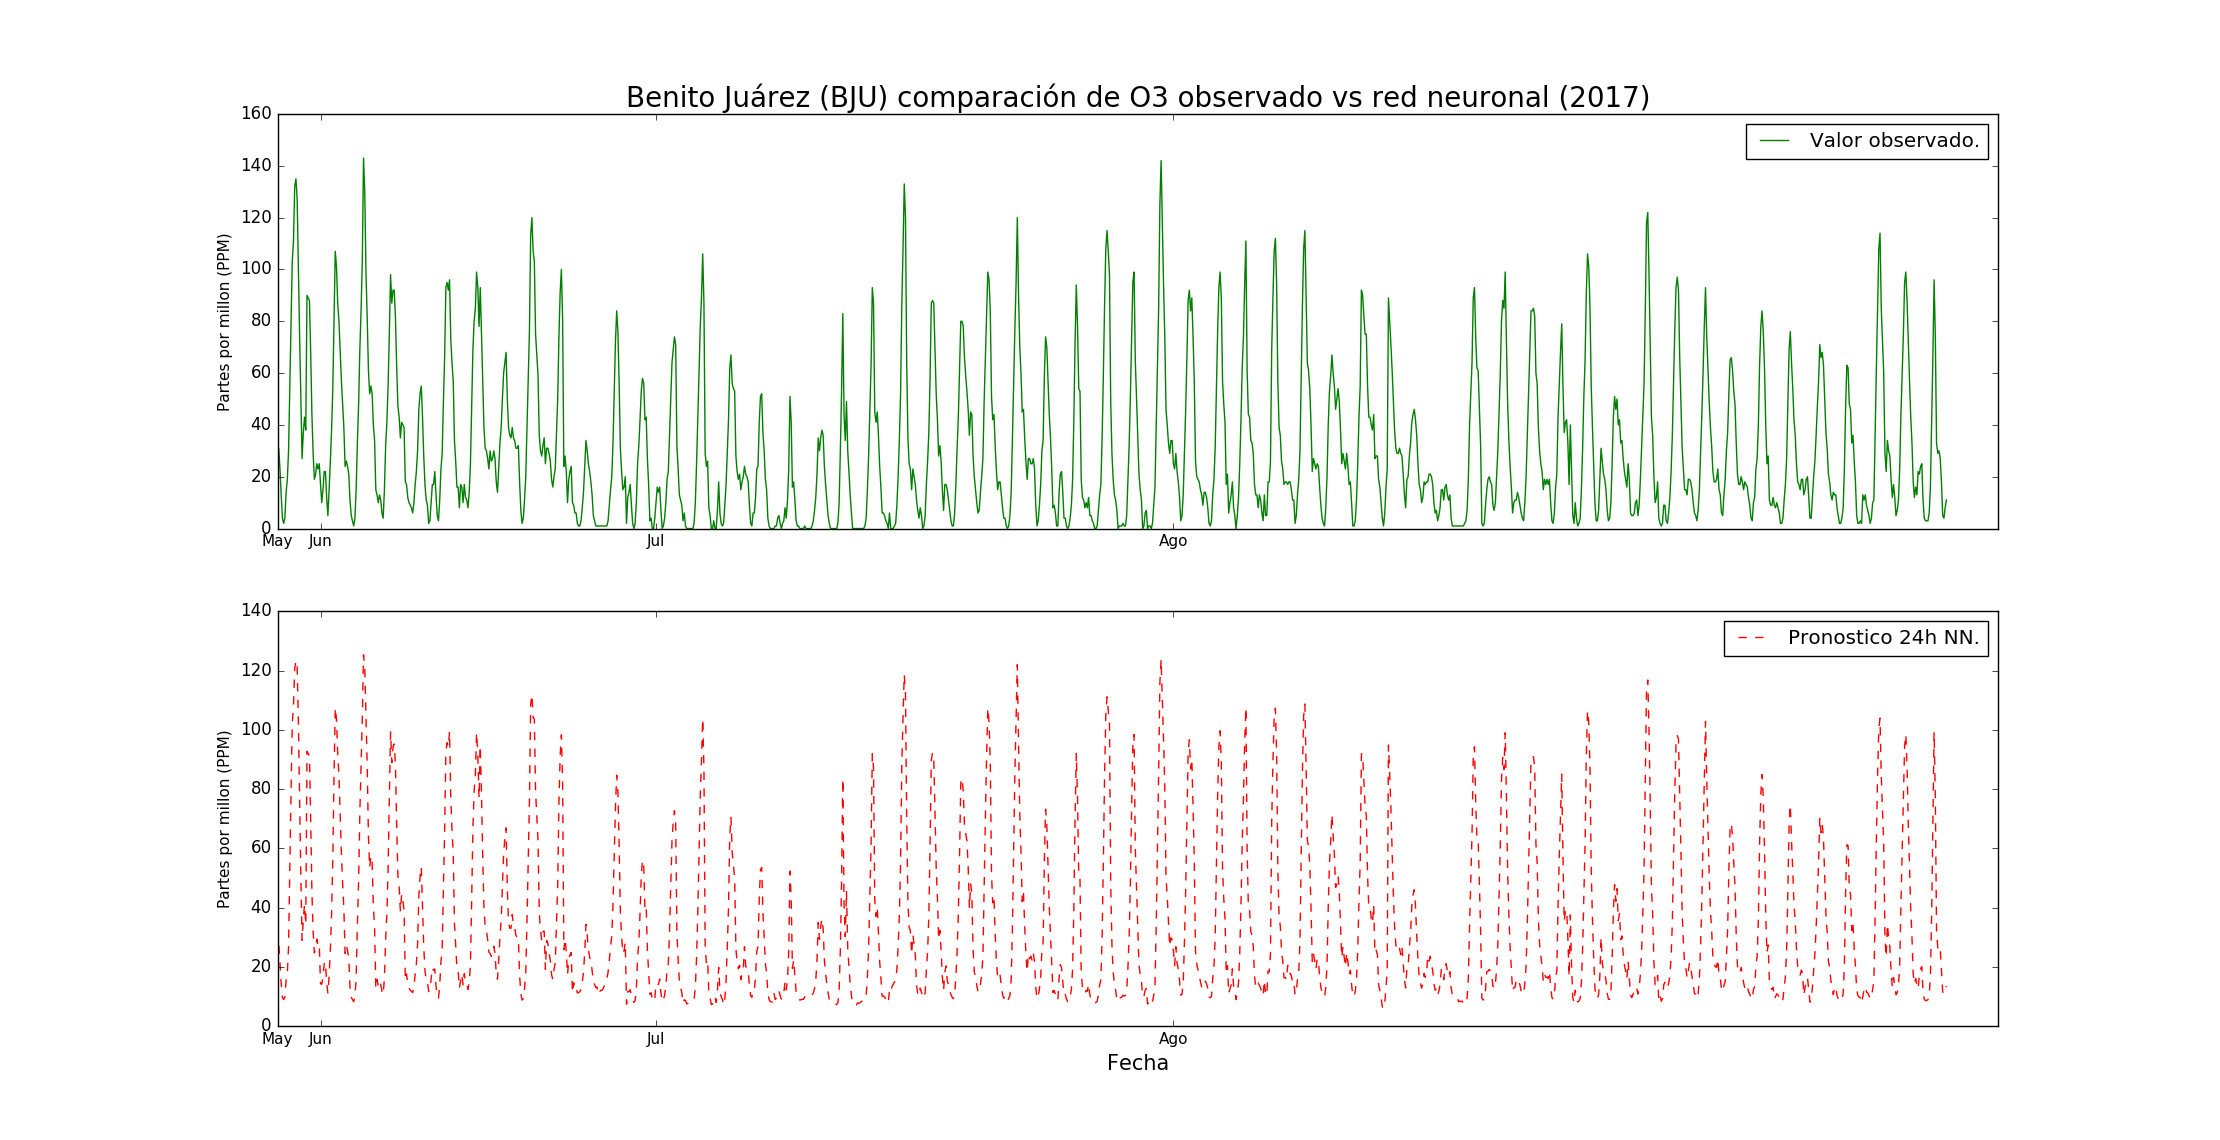 Benito Juárez (BJU) comparación de O3 observado vs red neuronal (2017)
160
140
120
100
80
60
40
20
0
Partes por millon (PPM)
Valor observado.
May Jun Jul Ago
140
120
100
80
60
40
20
0
Partes por millon (PPM)
Pronostico 24h NN.
May Jun Jul Ago
Fecha